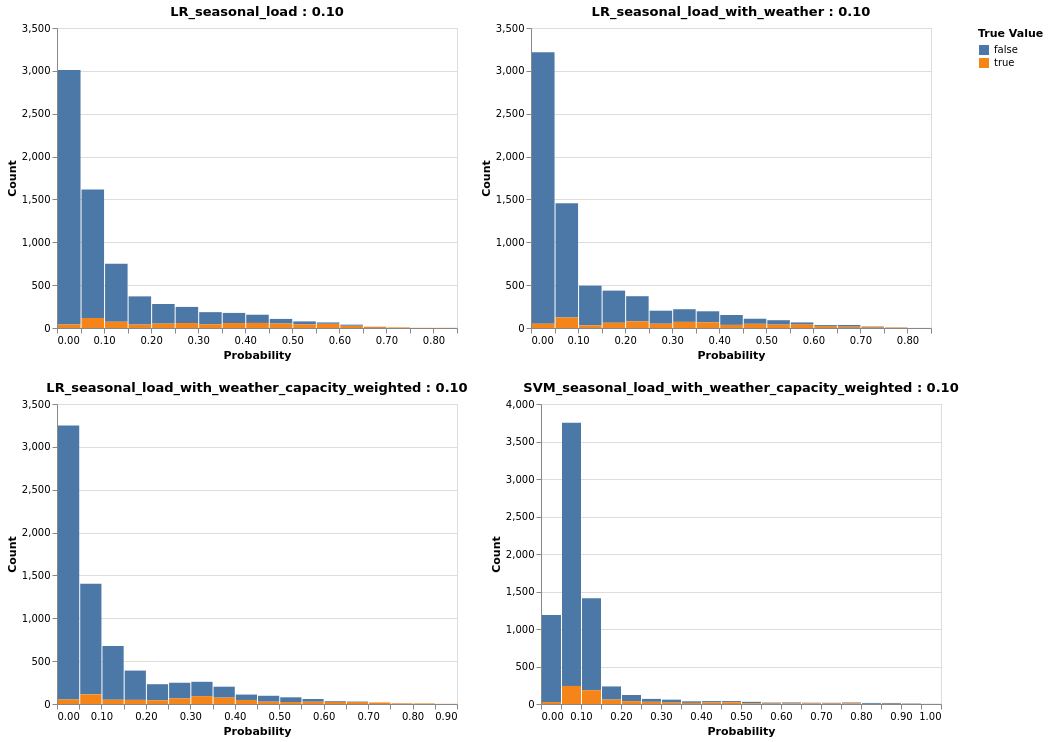 LR_seasonal_load : 0.10
3,500
3,000
2,500
2,000
1,500
1,000
500
0
Count
0.00 0.10 0.20 0.30 0.40 0.50 0.60 0.70 0.80
Probability
LR_seasonal_load_with_weather : 0.10
3,500
3,000
2,500
2,000
1,500
1,000
500
0
Count
0.00 0.10 0.20 0.30 0.40 0.50 0.60 0.70 0.80
Probability
True Value
false
true
LR_seasonal_load_with_weather_capacity_weighted : 0.10
3,500
3,000
2,500
2,000
1,500
1,000
500
0
Count
0.00 0.10 0.20 0.30 0.40 0.50 0.60 0.70 0.80 0.90
Probability
SVM_seasonal_load_with_weather_capacity_weighted : 0.10
4,000
3,500
3,000
2,500
2,000
1,500
1,000
500
0
Count
0.00 0.10 0.20 0.30 0.40 0.50 0.60 0.70 0.80 0.90 1.00
Probability